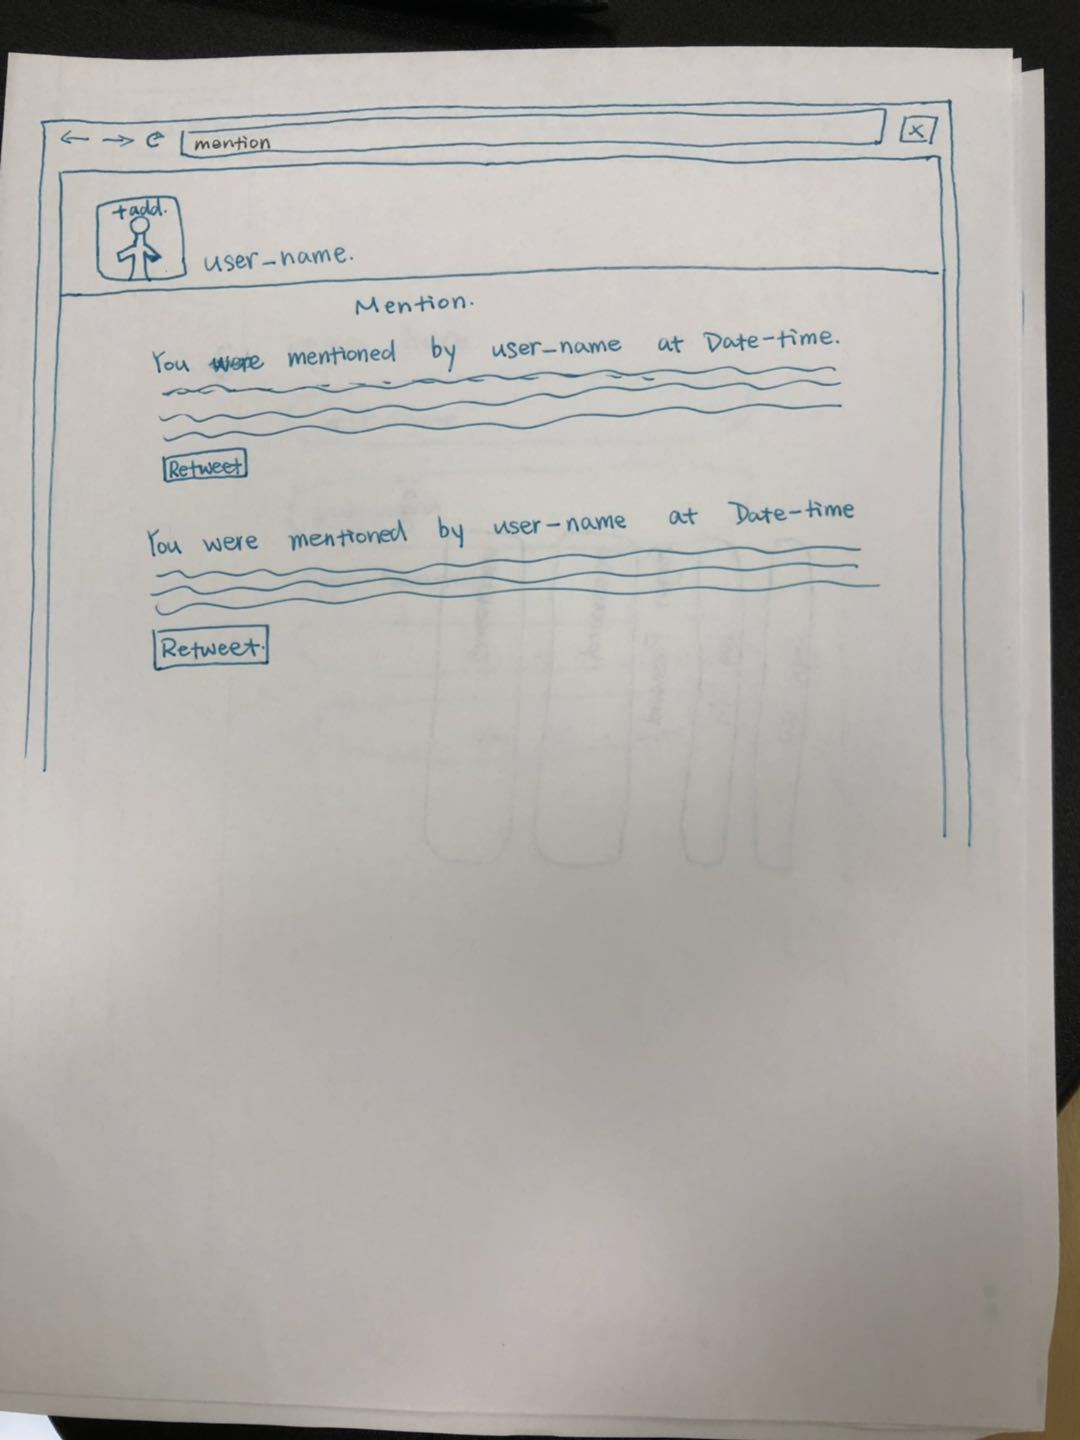 mention
+add.
user_name.
Mention.
You were mentioned by user_name at Date-time.
Retweet
You were mentioned by user-name at Date-time
Retweet.